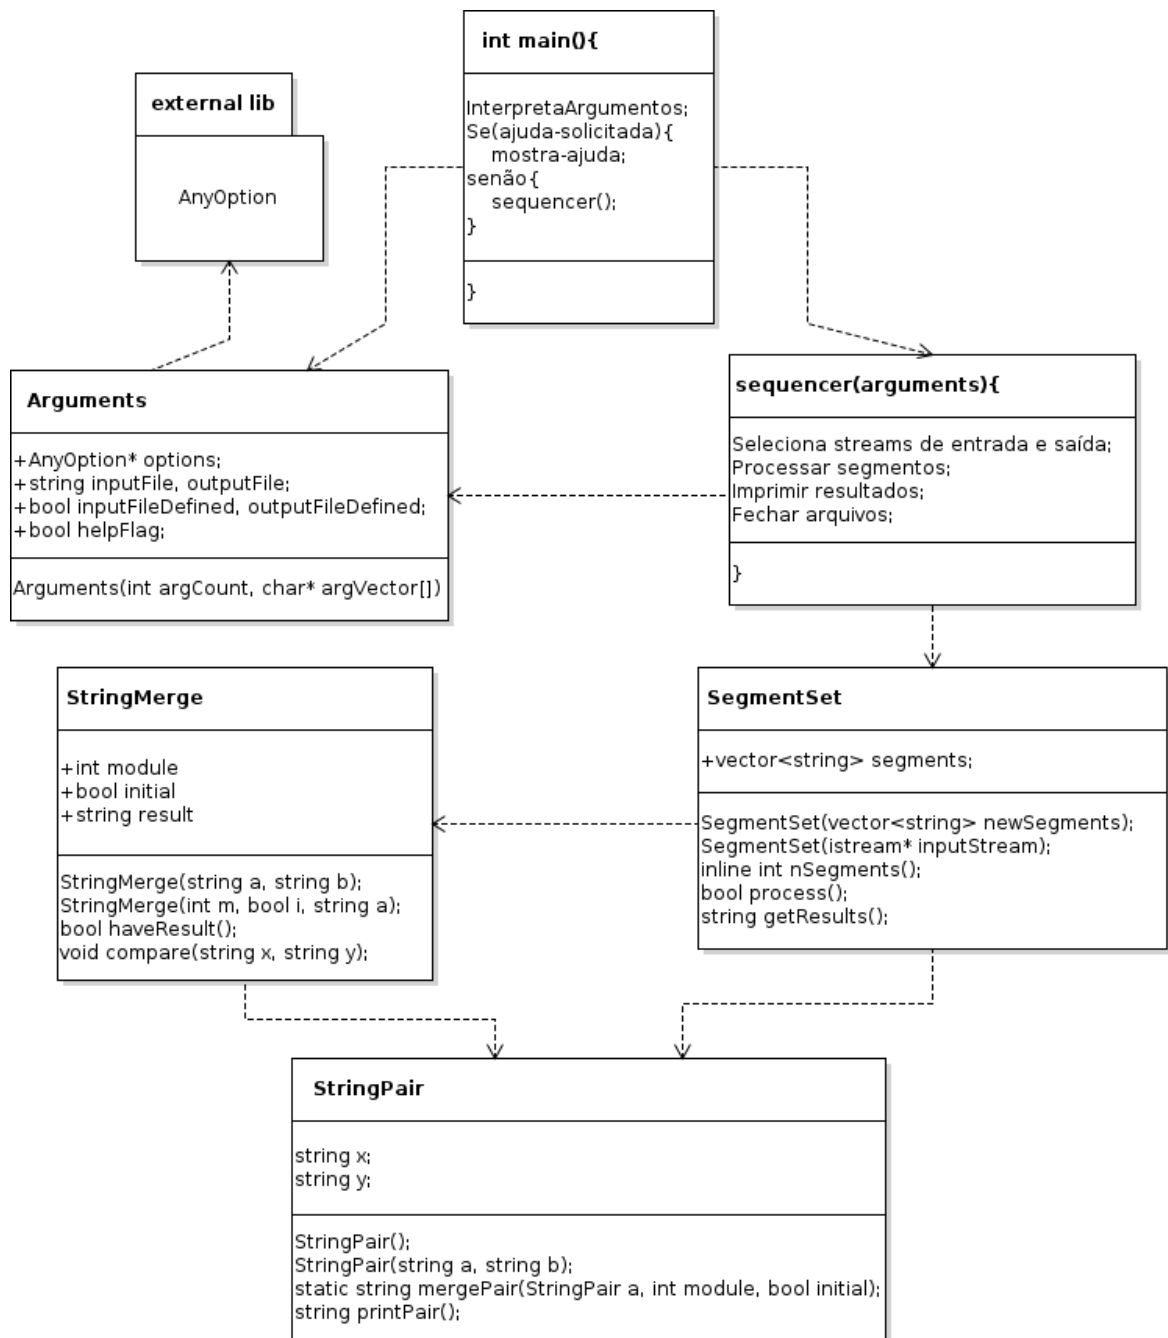 int main(){
InterpretaArgumentos;
Se(ajuda-solicitada){
mostra-ajuda;
senão{
sequencer();
}
}
external lib
AnyOption
Arguments
+AnyOption* options;
+string inputFile, outputFile;
+bool inputFileDefined, outputFileDefined;
+bool helpFlag;
Arguments(int argCount, char* argVector[])
sequencer(arguments){
Seleciona streams de entrada e saída;
Processar segmentos;
Imprimir resultados;
Fechar arquivos;
}
StringMerge
+int module
+bool initial
+string result
StringMerge(string a, string b);
StringMerge(int m, bool i, string a);
bool haveResult();
void compare(string x, string y);
SegmentSet
+vector<string> segments;
SegmentSet(vector<string> newSegments);
SegmentSet(istream* inputStream);
inline int nSegments();
bool process();
string getResults();
StringPair
string x;
string y;
StringPair();
StringPair(string a, string b);
static string mergePair(StringPair a, int module, bool initial);
string printPair();